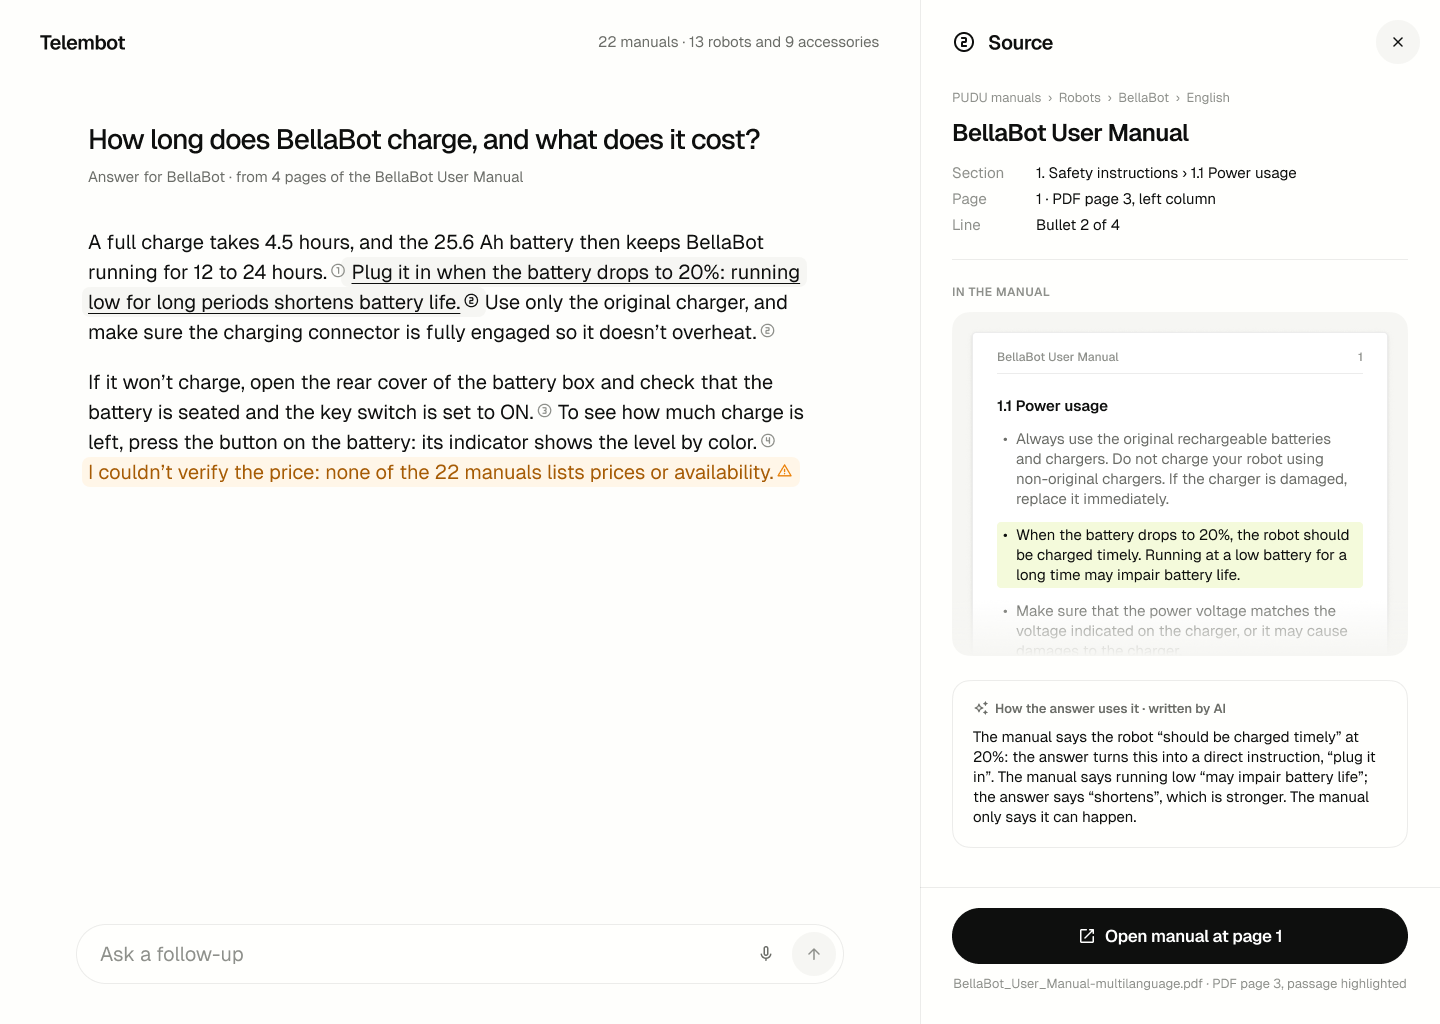 Telembot
22 manuals · 13 robots and 9 accessories
How long does BellaBot charge, and what does it cost?
Answer for BellaBot · from 4 pages of the BellaBot User Manual
A full charge takes 4.5 hours, and the 25.6 Ah battery then keeps BellaBot
running for 12 to 24 hours. ① Plug it in when the battery drops to 20%: running
low for long periods shortens battery life. ② Use only the original charger, and
make sure the charging connector is fully engaged so it doesn’t overheat. ②
If it won’t charge, open the rear cover of the battery box and check that the
battery is seated and the key switch is set to ON. ③ To see how much charge is
left, press the button on the battery: its indicator shows the level by color. ④
I couldn’t verify the price: none of the 22 manuals lists prices or availability.
Ask a follow-up
② Source
PUDU manuals › Robots › BellaBot › English
BellaBot User Manual
Section 1. Safety instructions › 1.1 Power usage
Page 1 · PDF page 3, left column
Line Bullet 2 of 4
IN THE MANUAL
BellaBot User Manual 1
1.1 Power usage
• Always use the original rechargeable batteries
and chargers. Do not charge your robot using
non-original chargers. If the charger is damaged,
replace it immediately.
• When the battery drops to 20%, the robot should
be charged timely. Running at a low battery for a
long time may impair battery life.
• Make sure that the power voltage matches the
voltage indicated on the charger, or it may cause
damages to the charger.
How the answer uses it · written by AI
The manual says the robot “should be charged timely” at
20%: the answer turns this into a direct instruction, “plug it
in”. The manual says running low “may impair battery life”;
the answer says “shortens”, which is stronger. The manual
only says it can happen.
Open manual at page 1
BellaBot_User_Manual-multilanguage.pdf · PDF page 3, passage highlighted